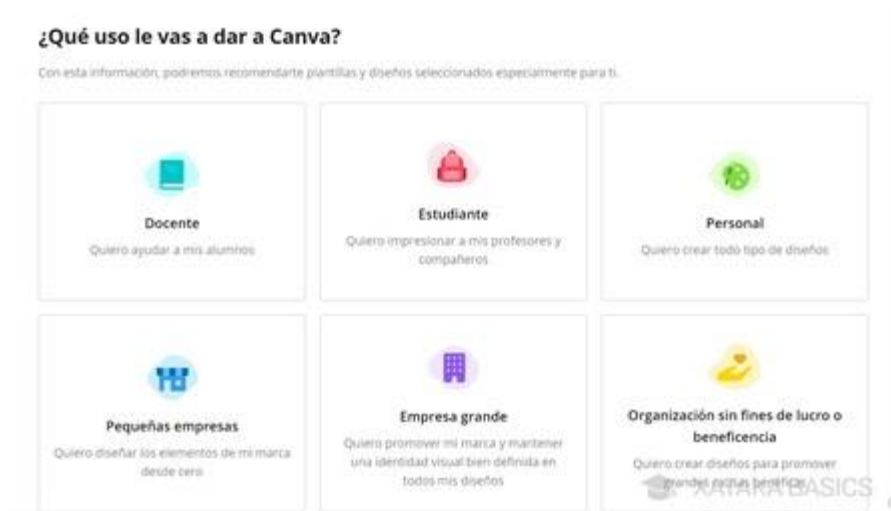 ¿Qué uso le vas a dar a Canva?
Con esta información, podremos recomendarte plantillas y diseños seleccionados especialmente para ti.
Docente
Quiero ayudar a mis alumnos
Estudiante
Quiero impresionar a mis profesores y
compañeros
Personal
Quiero crear todo tipo de diseños
Pequeñas empresas
Quiero diseñar los elementos de mi marca
desde cero
Empresa grande
Quiero promover mi marca y mantener
una identidad visual bien definida en
todos mis diseños
Organización sin fines de lucro o
beneficencia
Quiero crear diseños para promover
grandes causas benéficas
XATAKA BASICS